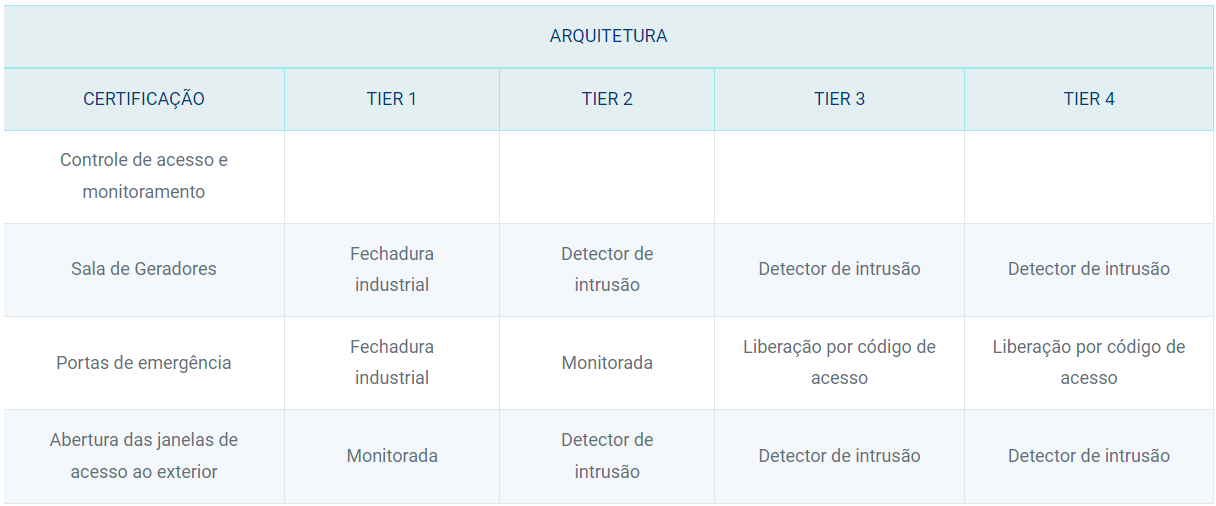 ARQUITETURA
CERTIFICAÇÃO TIER 1 TIER 2 TIER 3 TIER 4
Controle de acesso e
monitoramento
Sala de Geradores
Fechadura
industrial
Detector de
intrusão
Detector de intrusão
Detector de intrusão
Portas de emergência
Fechadura
industrial
Monitorada
Liberação por código de
acesso
Liberação por código de
acesso
Abertura das janelas de
acesso ao exterior
Monitorada
Detector de
intrusão
Detector de intrusão
Detector de intrusão